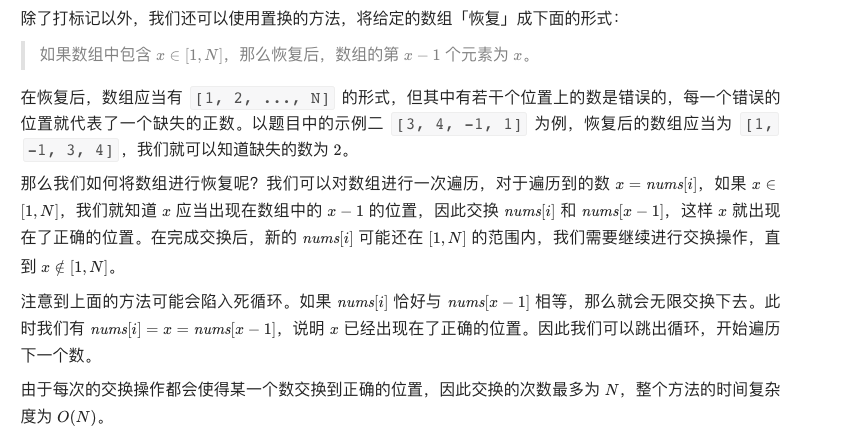 除了打标记以外，我们还可以使用置换的方法，将给定的数组「恢复」成下面的形式：
如果数组中包含 x ∈ [1, N]，那么恢复后，数组的第 x − 1 个元素为 x。
在恢复后，数组应当有 [1, 2, ..., N] 的形式，但其中有若干个位置上的数是错误的，每一个错误的
位置就代表了一个缺失的正数。以题目中的示例二 [3, 4, -1, 1] 为例，恢复后的数组应当为 [1,
-1, 3, 4]，我们就可以知道缺失的数为 2。
那么我们如何将数组进行恢复呢？我们可以对数组进行一次遍历，对于遍历到的数 x = nums[i]，如果 x ∈
[1, N]，我们就知道 x 应当出现在数组中的 x − 1 的位置，因此交换 nums[i] 和 nums[x − 1]，这样 x 就出现
在了正确的位置。在完成交换后，新的 nums[i] 可能还在 [1, N] 的范围内，我们需要继续进行交换操作，直
到 x ∉ [1, N]。
注意到上面的方法可能会陷入死循环。如果 nums[i] 恰好与 nums[x − 1] 相等，那么就会无限交换下去。此
时我们有 nums[i] = x = nums[x − 1]，说明 x 已经出现在了正确的位置。因此我们可以跳出循环，开始遍历
下一个数。
由于每次的交换操作都会使得某一个数交换到正确的位置，因此交换的次数最多为 N，整个方法的时间复杂
度为 O(N)。